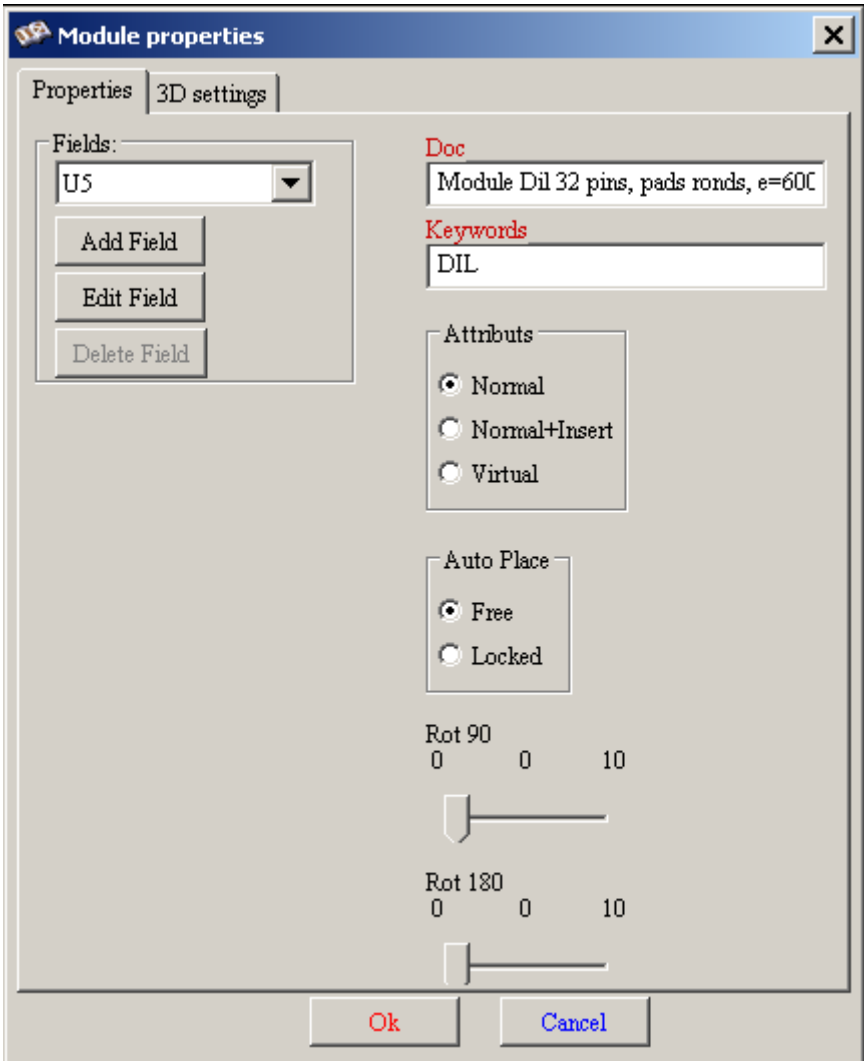 Module properties
Properties
3D settings
Fields:
U5
Add Field
Edit Field
Delete Field
Doc
Module Dil 32 pins, pads ronds, e=600
Keywords
DIL
Attributs
Normal
Normal+Insert
Virtual
Auto Place
Free
Locked
Rot 90
0 0 10
Rot 180
0 0 10
Ok
Cancel